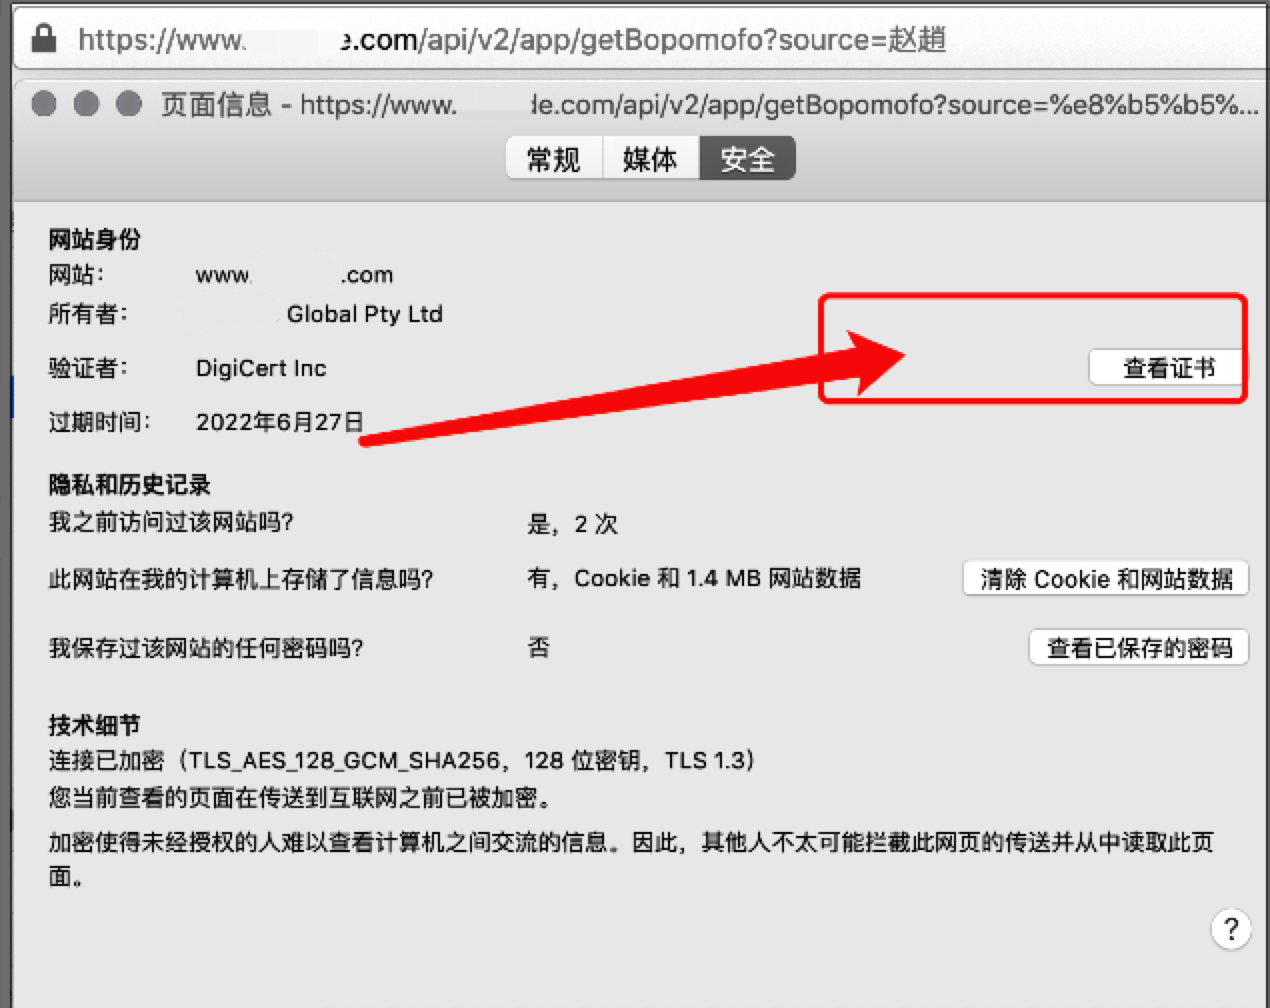 https://www. e.com/api/v2/app/getBopomofo?source=赵趙
页面信息 - https://www. le.com/api/v2/app/getBopomofo?source=%e8%b5%b5%...
常规 媒体 安全
网站身份
网站： www. .com
所有者： Global Pty Ltd
验证者： DigiCert Inc 查看证书
过期时间： 2022年6月27日
隐私和历史记录
我之前访问过该网站吗？ 是，2 次
此网站在我的计算机上存储了信息吗？ 有，Cookie 和 1.4 MB 网站数据 清除 Cookie 和网站数据
我保存过该网站的任何密码吗？ 否 查看已保存的密码
技术细节
连接已加密（TLS_AES_128_GCM_SHA256，128 位密钥，TLS 1.3）
您当前查看的页面在传送到互联网之前已被加密。
加密使得未经授权的人难以查看计算机之间交流的信息。因此，其他人不太可能拦截此网页的传送并从中读取此页
面。
?